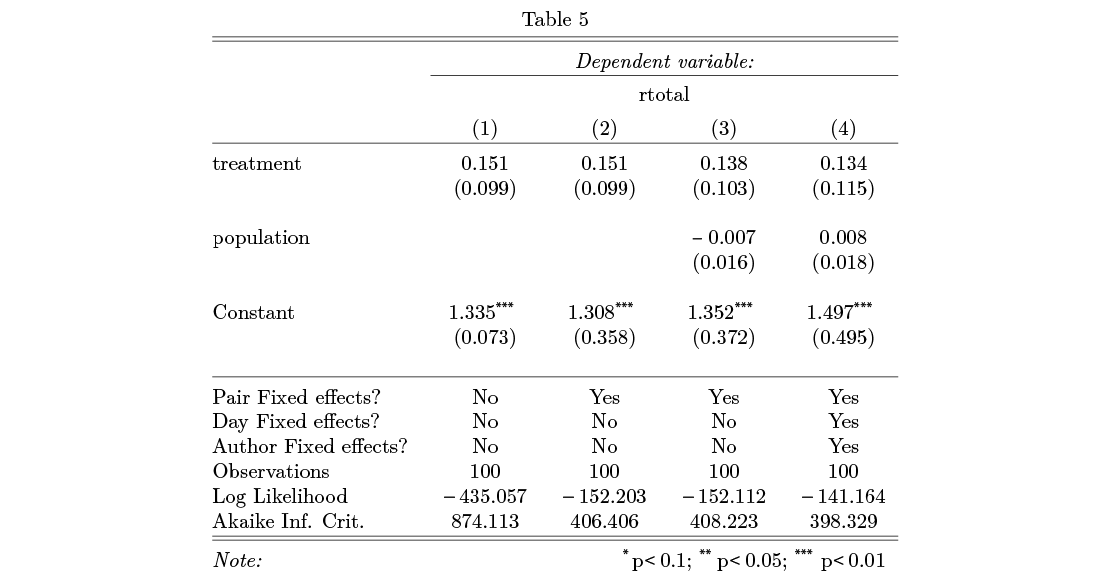 Table 5
Dependent variable:
rtotal
(1) (2) (3) (4)
treatment 0.151 0.151 0.138 0.134
(0.099) (0.099) (0.103) (0.115)
population −0.007 0.008
(0.016) (0.018)
Constant 1.335*** 1.308*** 1.352*** 1.497***
(0.073) (0.358) (0.372) (0.495)
Pair Fixed effects? No Yes Yes Yes
Day Fixed effects? No No No Yes
Author Fixed effects? No No No Yes
Observations 100 100 100 100
Log Likelihood −435.057 −152.203 −152.112 −141.164
Akaike Inf. Crit. 874.113 406.406 408.223 398.329
Note: *p<0.1; **p<0.05; ***p<0.01